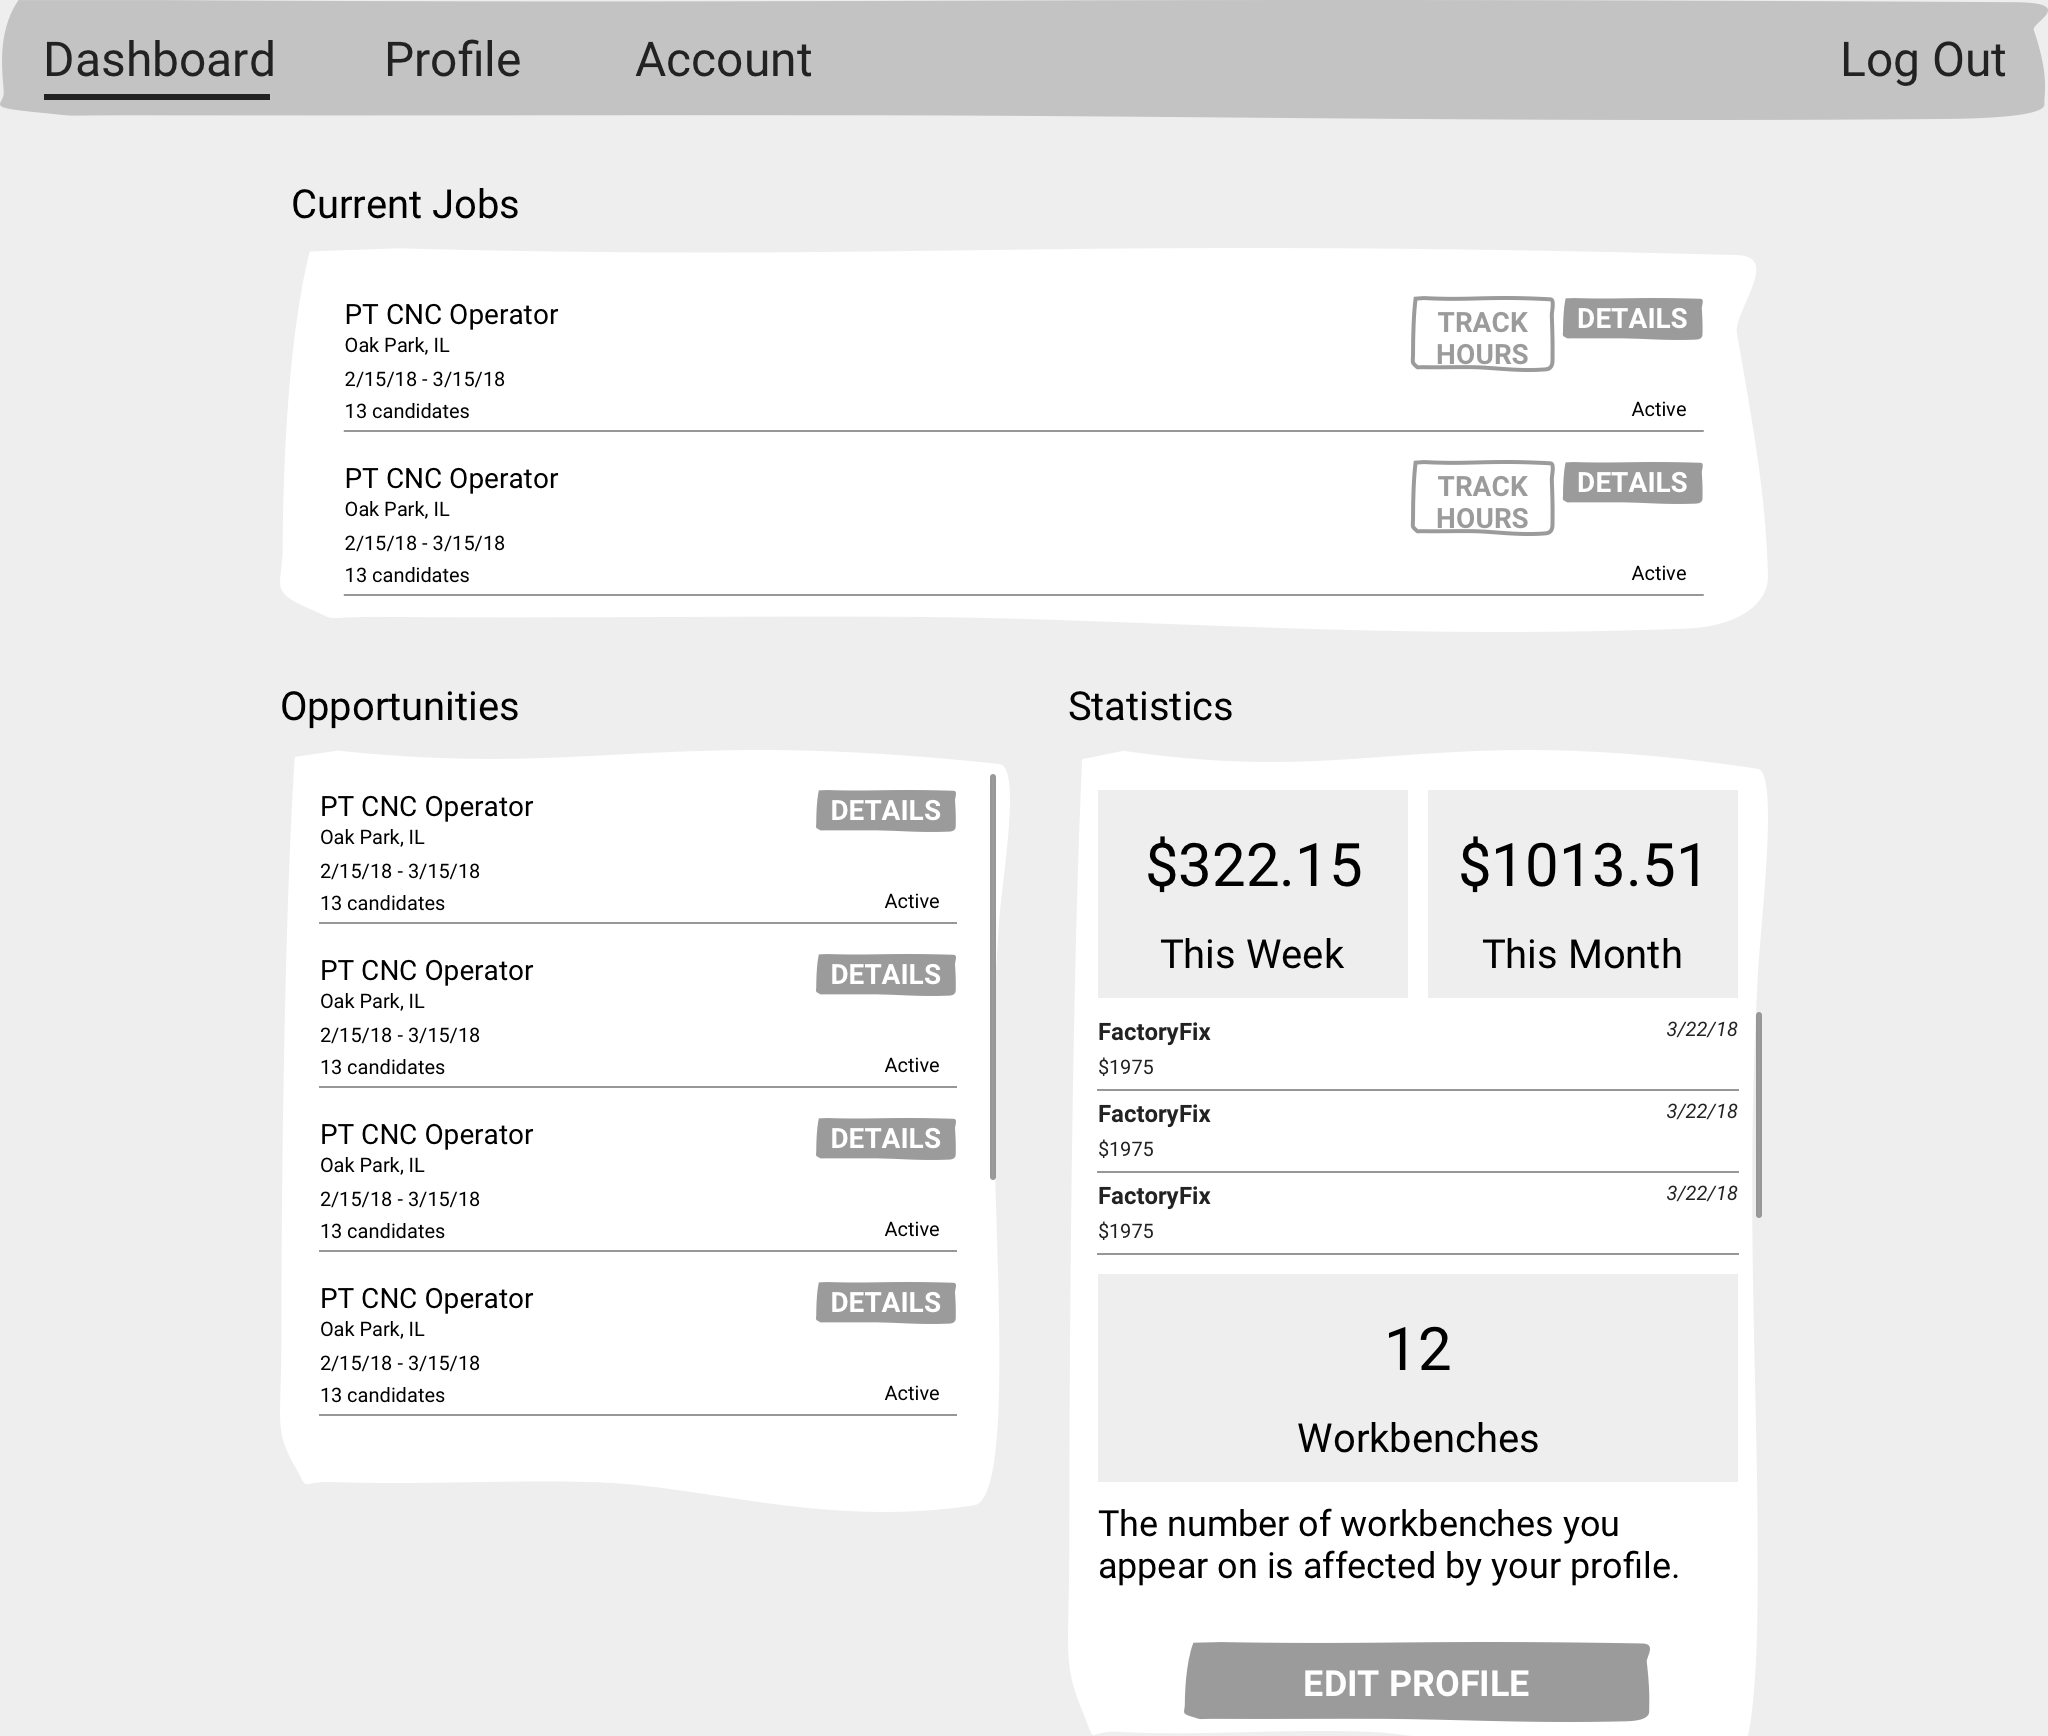 Dashboard
Profile
Account
Log Out
Current Jobs
PT CNC Operator
Oak Park, IL
2/15/18 - 3/15/18
13 candidates
TRACK
HOURS
DETAILS
Active
PT CNC Operator
Oak Park, IL
2/15/18 - 3/15/18
13 candidates
TRACK
HOURS
DETAILS
Active
Opportunities
PT CNC Operator
Oak Park, IL
2/15/18 - 3/15/18
13 candidates
DETAILS
Active
PT CNC Operator
Oak Park, IL
2/15/18 - 3/15/18
13 candidates
DETAILS
Active
PT CNC Operator
Oak Park, IL
2/15/18 - 3/15/18
13 candidates
DETAILS
Active
PT CNC Operator
Oak Park, IL
2/15/18 - 3/15/18
13 candidates
DETAILS
Active
Statistics
$322.15
This Week
$1013.51
This Month
FactoryFix
3/22/18
$1975
FactoryFix
3/22/18
$1975
FactoryFix
3/22/18
$1975
12
Workbenches
The number of workbenches you
appear on is affected by your profile.
EDIT PROFILE